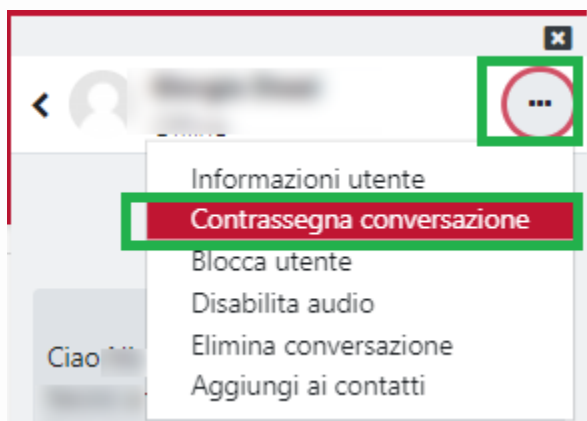 Informazioni utente
Contrassegna conversazione
Blocca utente
Disabilita audio
Elimina conversazione
Ciao
Aggiungi ai contatti